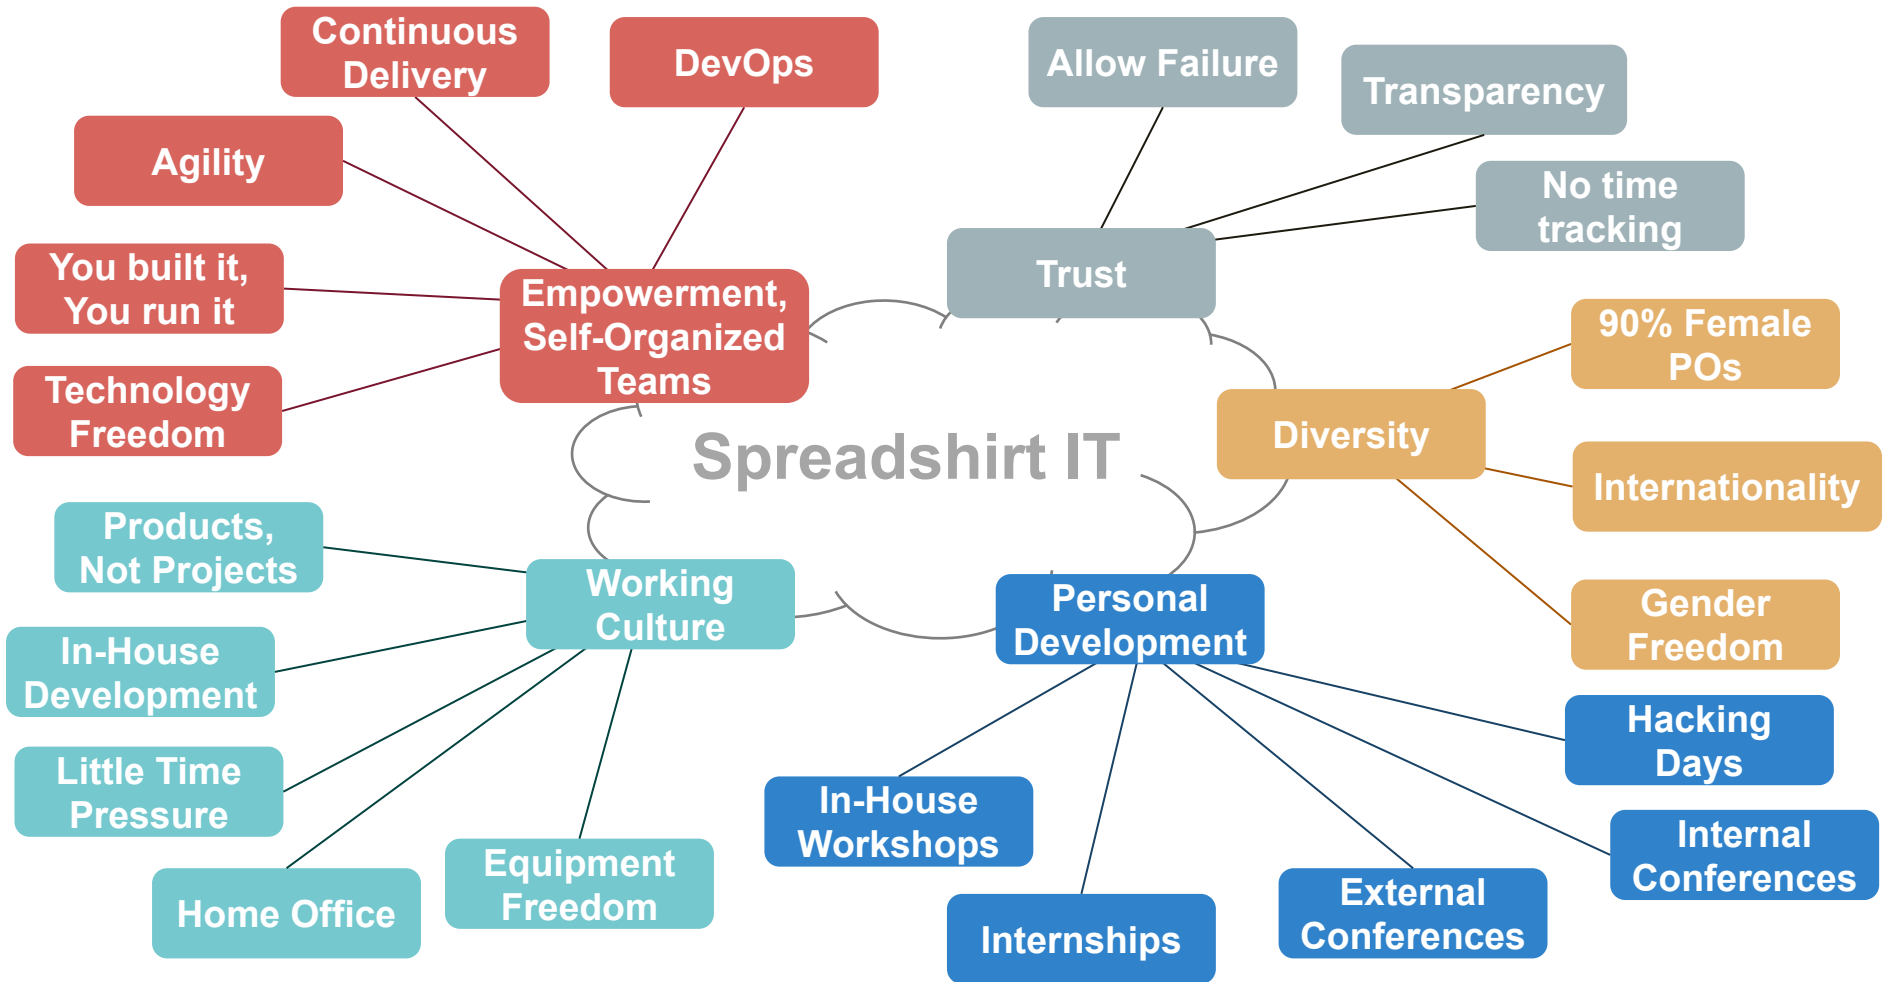 Continuous
Delivery
DevOps
Allow Failure
Transparency
Agility
No time
tracking
You built it,
You run it
Empowerment,
Self-Organized
Teams
Trust
90% Female
POs
Technology
Freedom
Spreadshirt IT
Diversity
Internationality
Products,
Not Projects
Working
Culture
Personal
Development
Gender
Freedom
In-House
Development
Hacking
Days
Little Time
Pressure
In-House
Workshops
Internal
Conferences
Home Office
Equipment
Freedom
Internships
External
Conferences